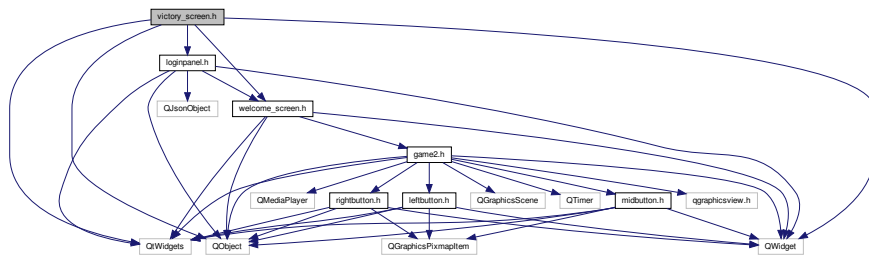 victory_screen.h
loginpanel.h
QJsonObject
welcome_screen.h
game2.h
QMediaPlayer
rightbutton.h
leftbutton.h
QGraphicsScene
QTimer
midbutton.h
qgraphicsview.h
QtWidgets
QObject
QGraphicsPixmapItem
QWidget